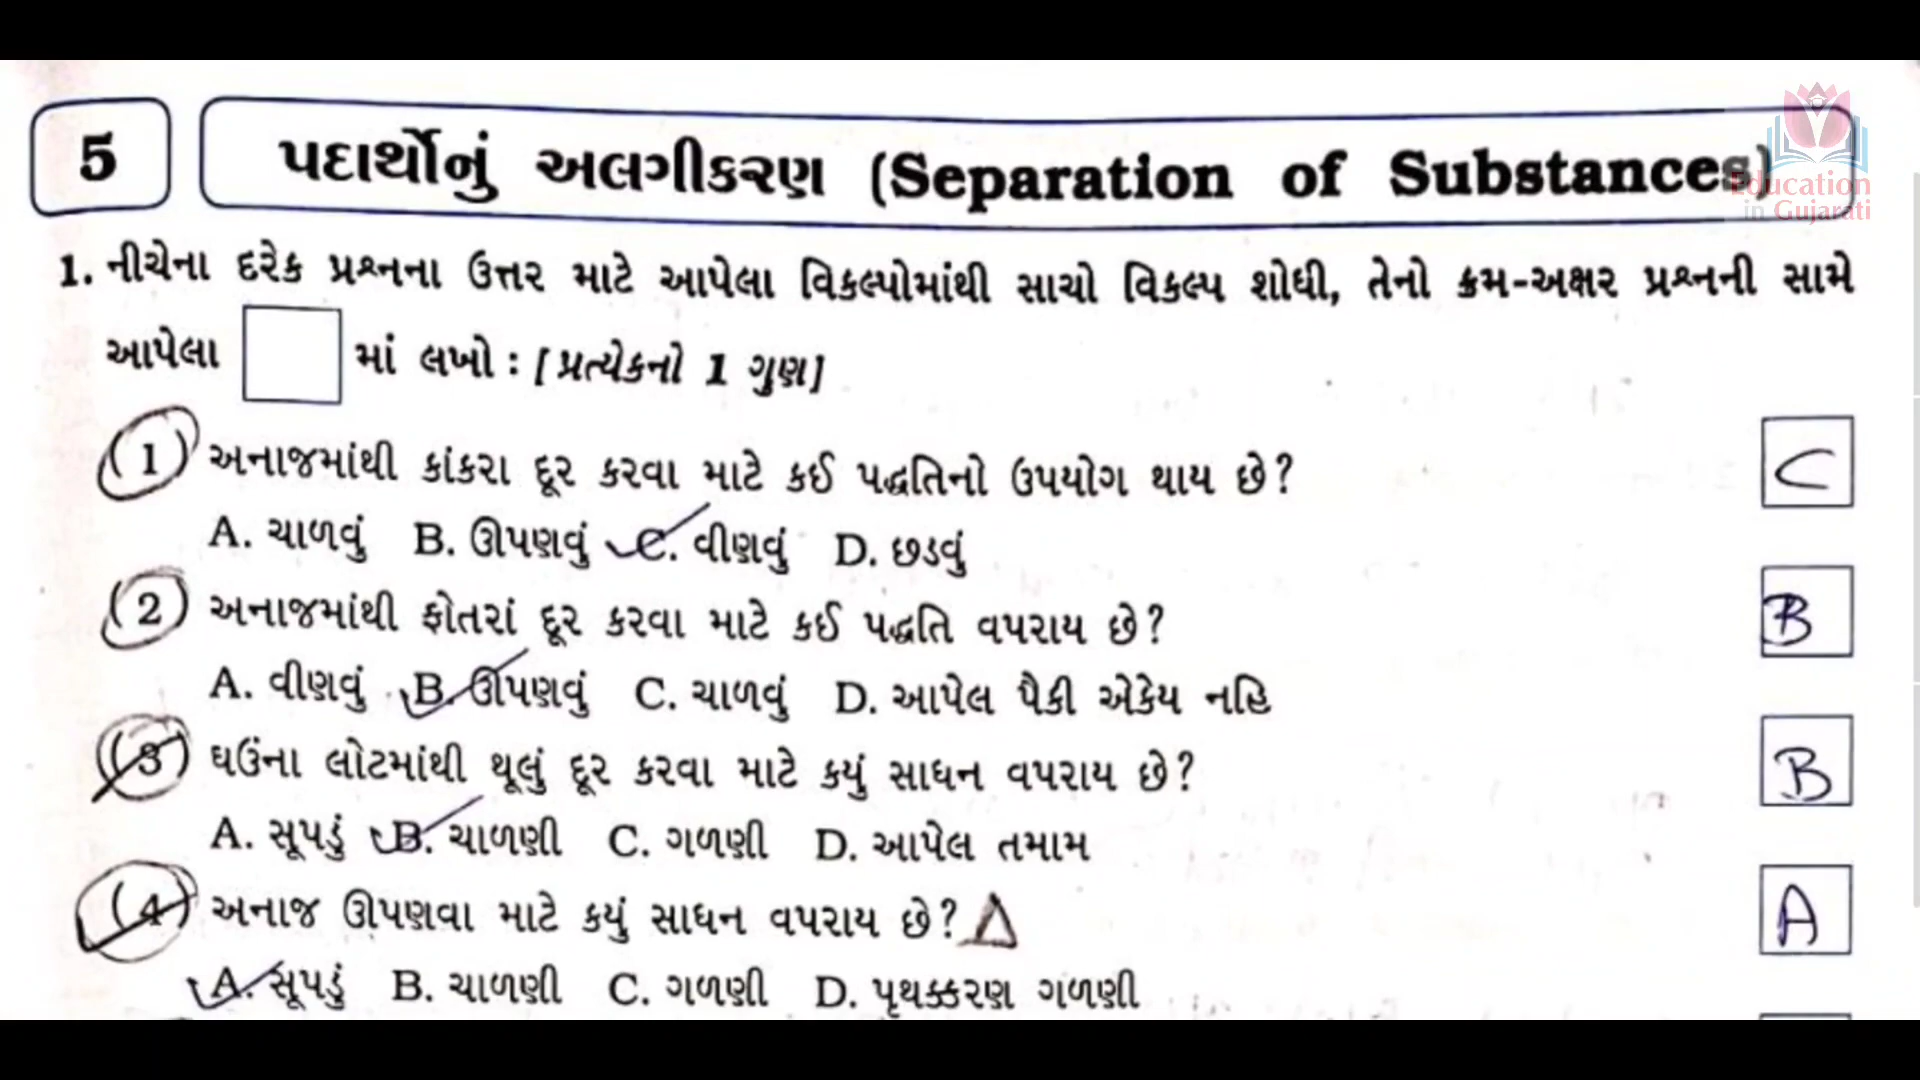 5
પદાર્થોનું અલગીકરણ (Separation of Substances)
Education
in Gujarati
1. નીચેના દરેક પ્રશ્નના ઉત્તર માટે આપેલા વિકલ્પોમાંથી સાચો વિકલ્પ શોધી, તેનો ક્રમ-અક્ષર પ્રશ્નની સામે
આપેલા માં લખો : [પ્રત્યેકનો 1 ગુણ]
(1) અનાજમાંથી કાંકરા દૂર કરવા માટે કઈ પદ્ધતિનો ઉપયોગ થાય છે? C
A. ચાળવું B. ઊપણવું C. વીણવું D. છડવું
(2) અનાજમાંથી ફોતરાં દૂર કરવા માટે કઈ પદ્ધતિ વપરાય છે? B
A. વીણવું B. ઊપણવું C. ચાળવું D. આપેલ પૈકી એકેય નહિ
(3) ઘઉંના લોટમાંથી થૂલું દૂર કરવા માટે કયું સાધન વપરાય છે? B
A. સૂપડું B. ચાળણી C. ગળણી D. આપેલ તમામ
(4) અનાજ ઊપણવા માટે કયું સાધન વપરાય છે? A
A. સૂપડું B. ચાળણી C. ગળણી D. પૃથક્કરણ ગળણી